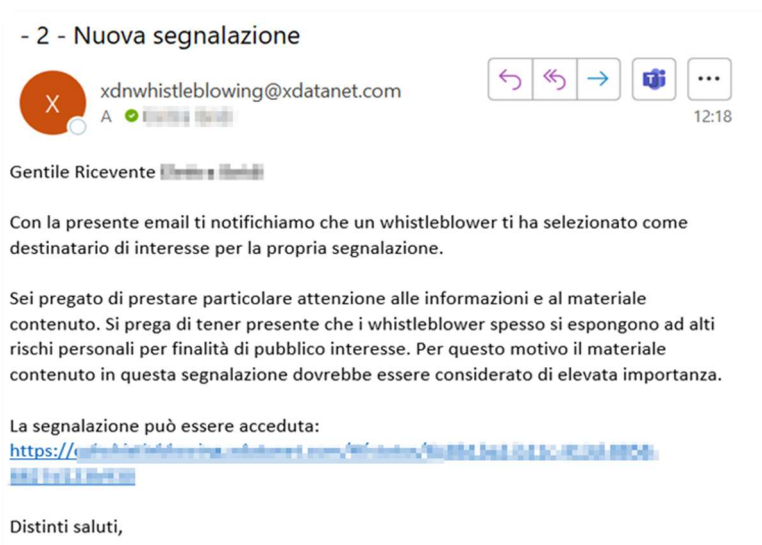 - 2 - Nuova segnalazione
X
xdnwhistleblowing@xdatanet.com
A
12:18
Gentile Ricevente
Con la presente email ti notifichiamo che un whistleblower ti ha selezionato come
destinatario di interesse per la propria segnalazione.
Sei pregato di prestare particolare attenzione alle informazioni e al materiale
contenuto. Si prega di tener presente che i whistleblower spesso si espongono ad alti
rischi personali per finalità di pubblico interesse. Per questo motivo il materiale
contenuto in questa segnalazione dovrebbe essere considerato di elevata importanza.
La segnalazione può essere acceduta:
https://
Distinti saluti,